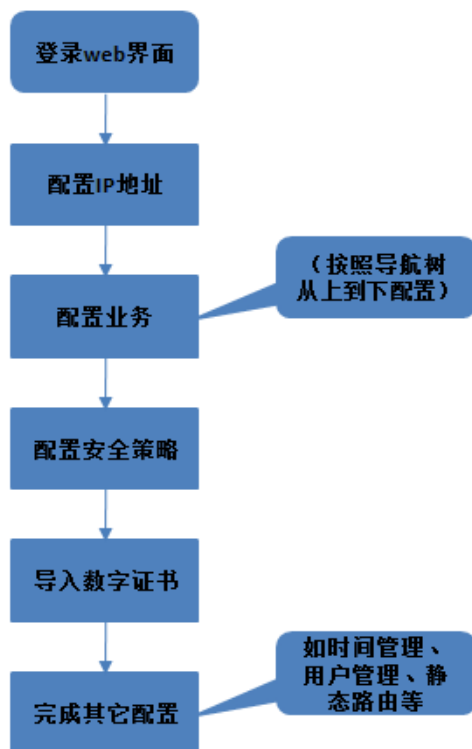 登录web界面
配置IP地址
（按照导航树
从上到下配置）
配置业务
配置安全策略
导入数字证书
如时间管理、
用户管理、静
态路由等
完成其它配置